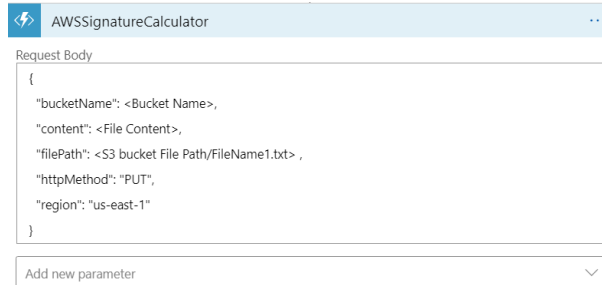 AWSSignatureCalculator
Request Body
{
"bucketName": <Bucket Name>,
"content": <File Content>,
"filePath": <S3 bucket File Path/FileName1.txt> ,
"httpMethod": "PUT",
"region": "us-east-1"
}
Add new parameter